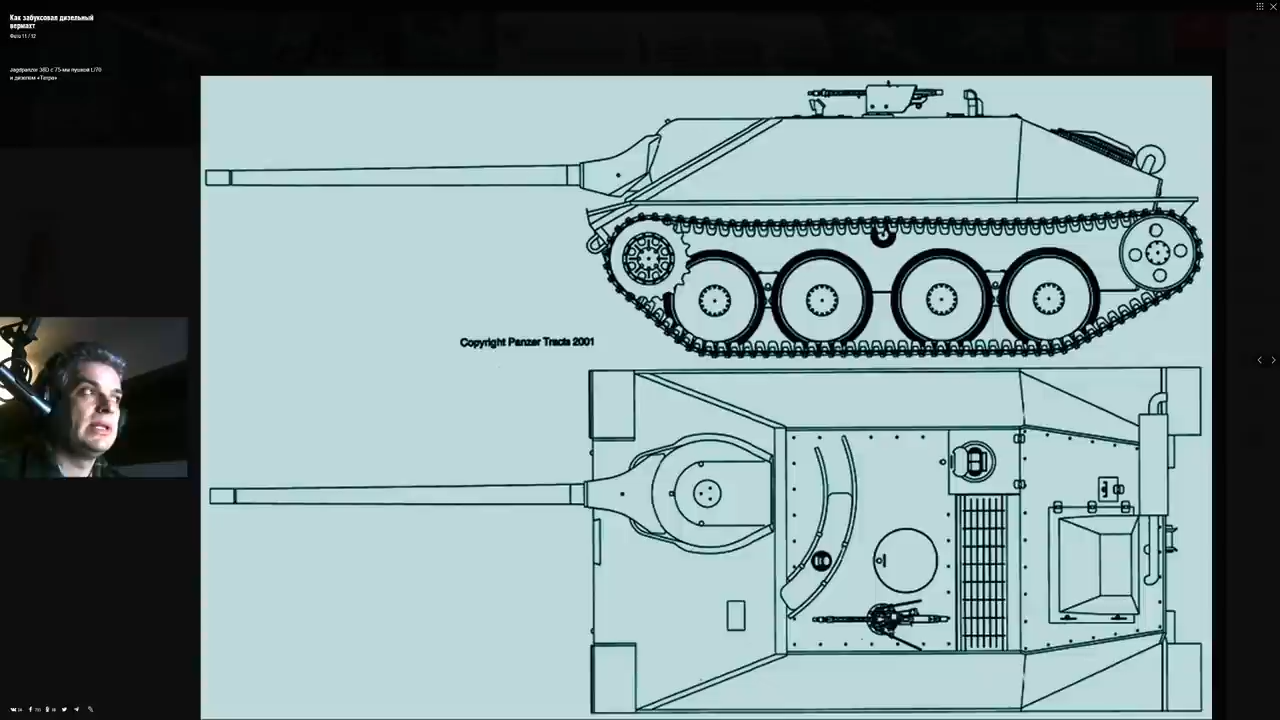 Как забуксовал дизельный
вермахт
Фото 11 / 12
Jagdpanzer 38D с 75-мм пушкой L/70
и дизелем «Татра»
Copyright Panzer Tracts 2001